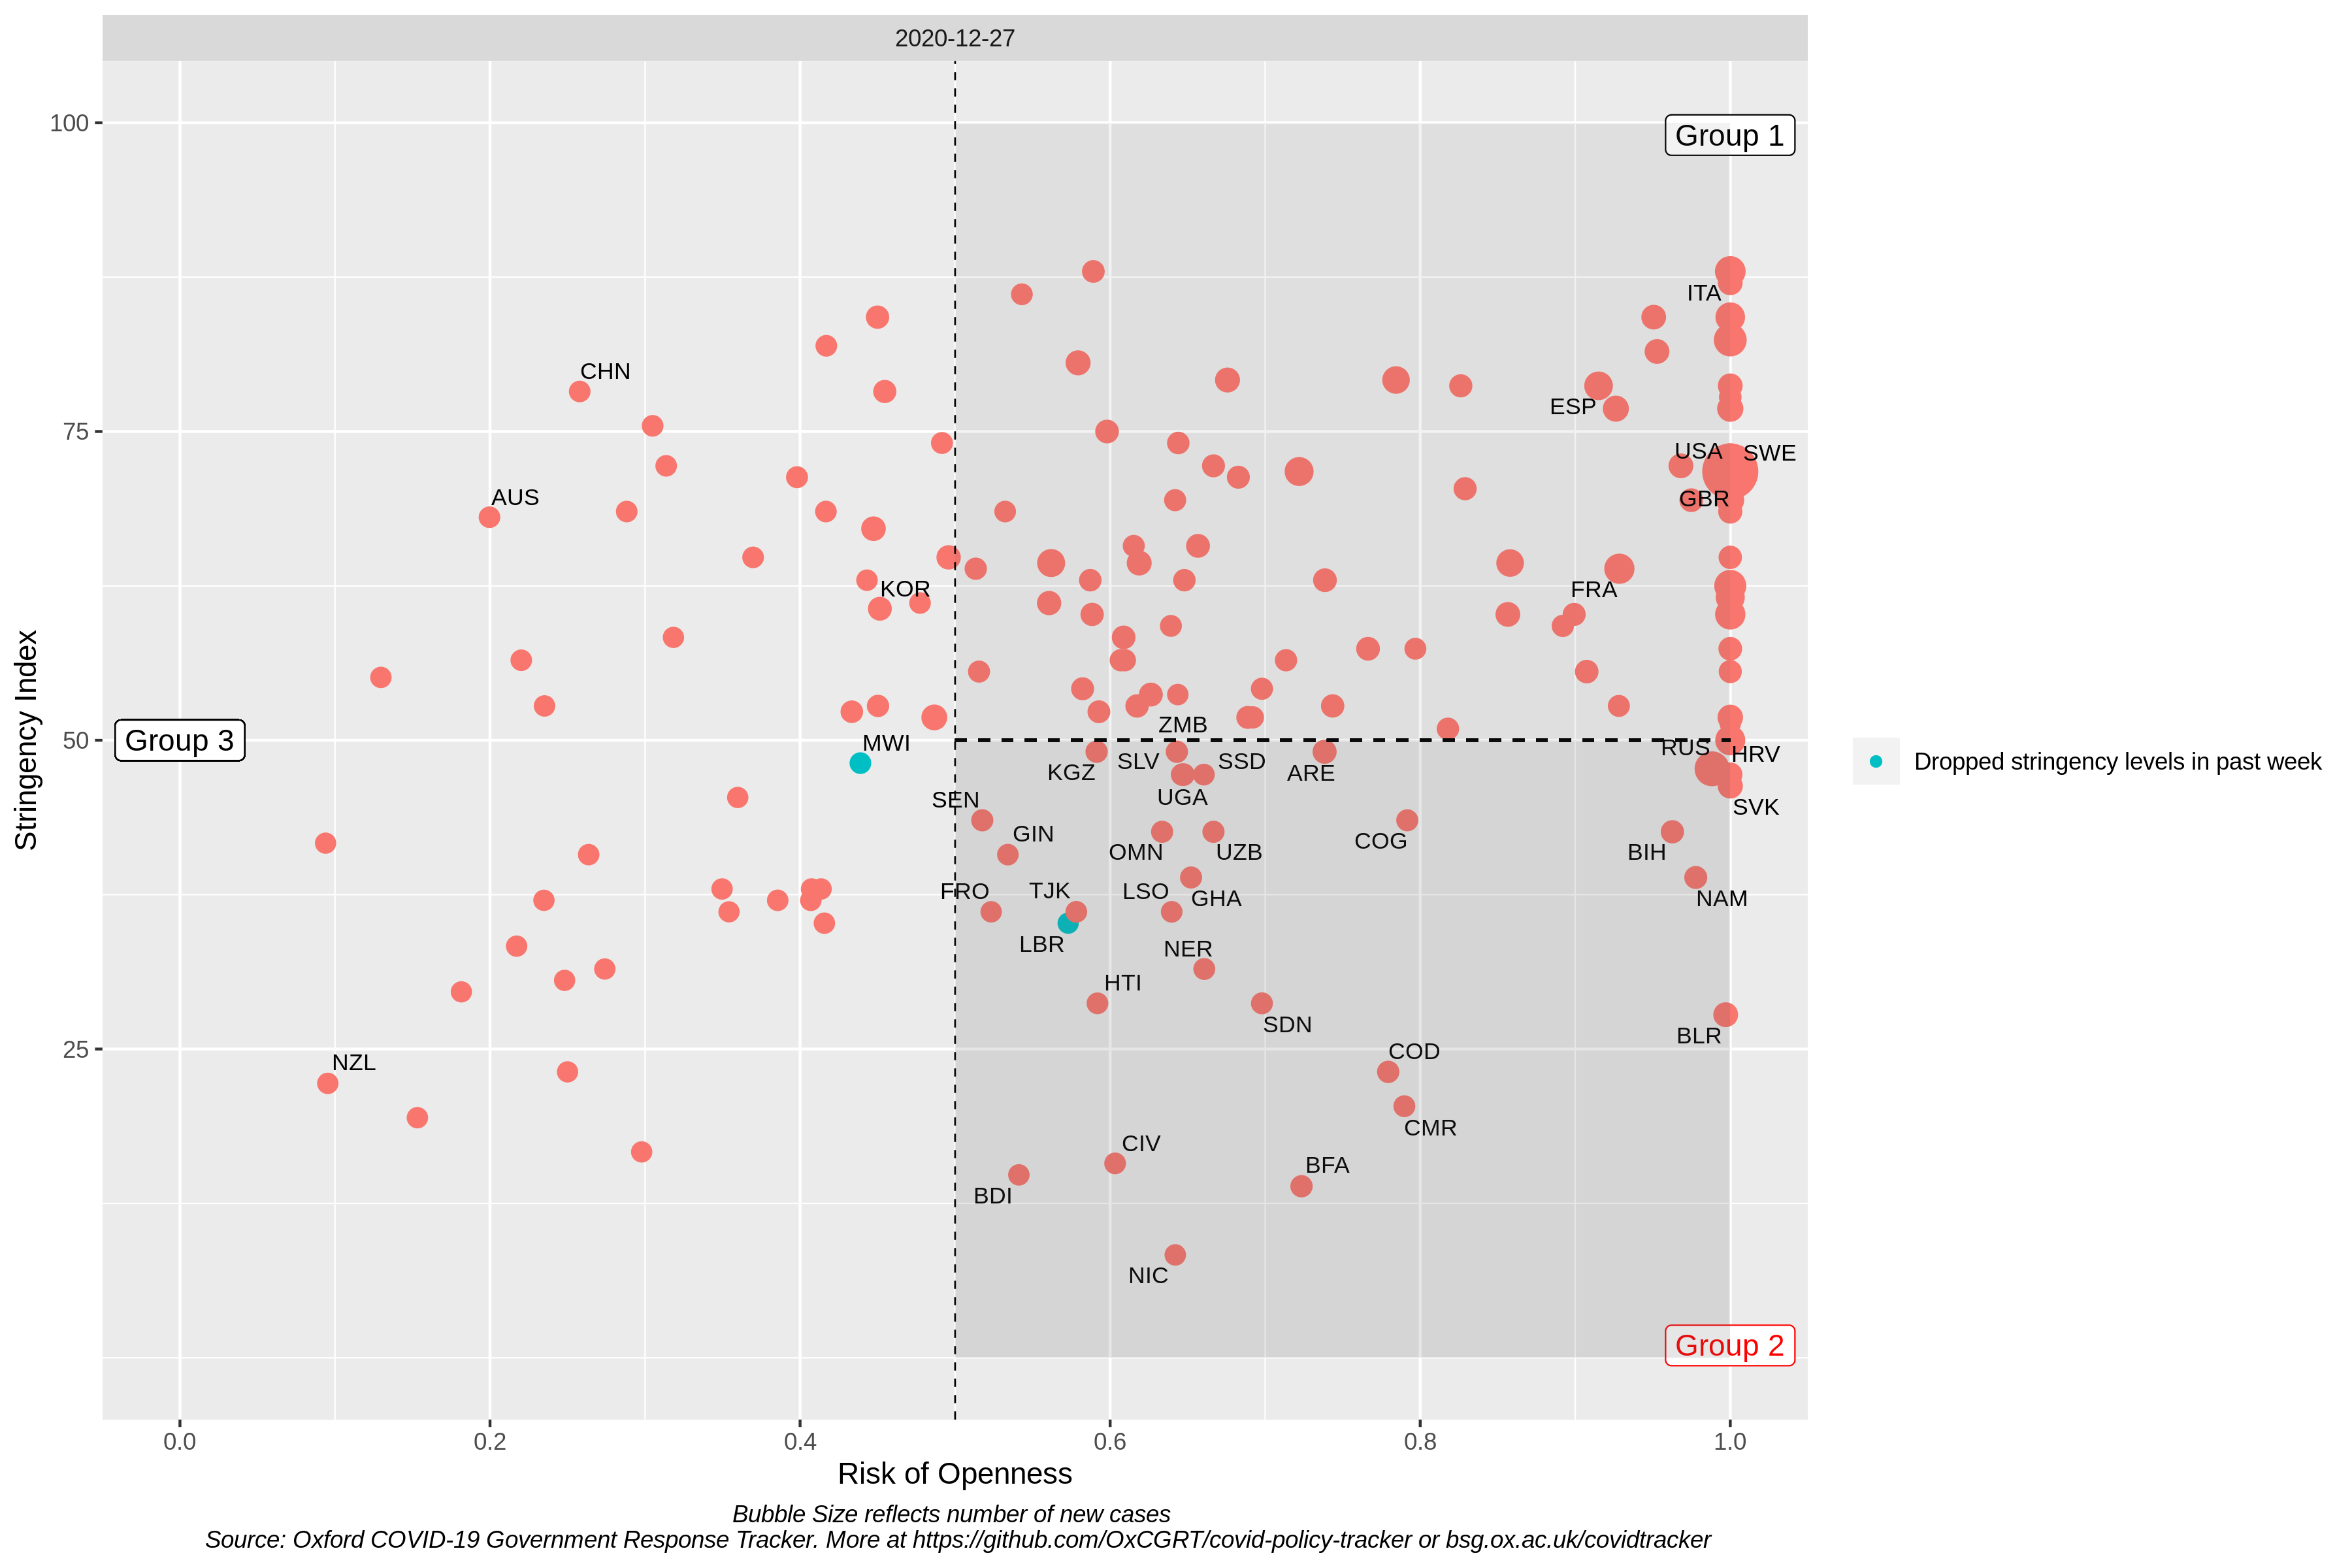 2020-12-27
100
Group 1
ITA
CHN
ESP
75
USA
SWE
AUS
GBR
KOR
FRA
ZMB
50
Group 3
MWI
RUS
HRV
KGZ
SLV
SSD
ARE
Dropped stringency levels in past week
UGA
SEN
SVK
GIN
COG
OMN
UZB
BIH
FRO
TJK
LSO
GHA
NAM
LBR
NER
HTI
SDN
BLR
25
NZL
COD
CMR
CIV
BFA
BDI
NIC
Group 2
Stringency Index
0.0
0.2
0.4
0.6
0.8
1.0
Risk of Openness
Bubble Size reflects number of new cases
Source: Oxford COVID-19 Government Response Tracker. More at https://github.com/OxCGRT/covid-policy-tracker or bsg.ox.ac.uk/covidtracker